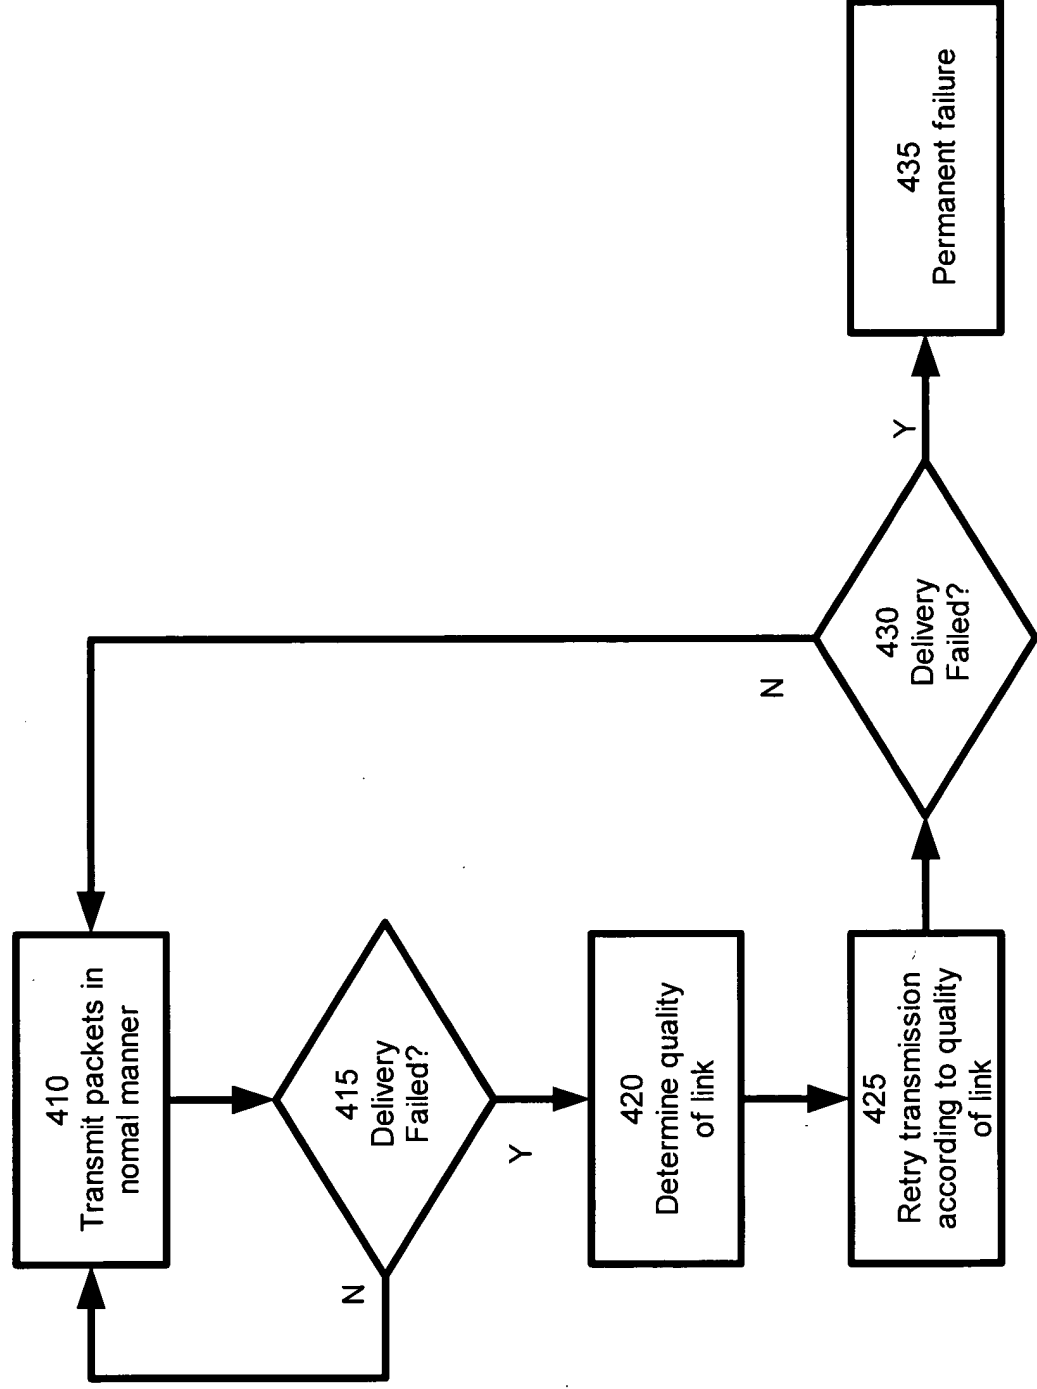 410
Transmit packets in
nomal manner
415
Delivery
Failed?
N
Y
420
Determine quality
of link
425
Retry transmission
according to quality
of link
430
Delivery
Failed?
N
Y
435
Permanent failure